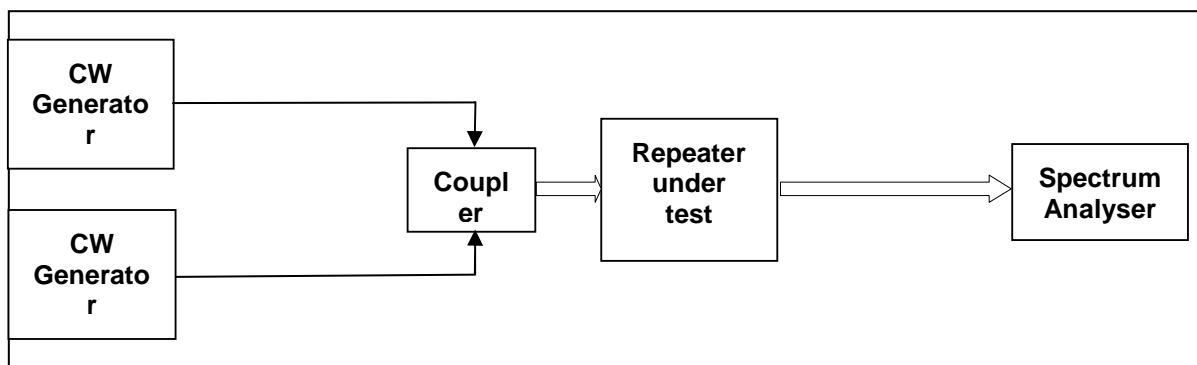 CW
Generato
r
CW
Generato
r
Coupl
er
Repeater
under
test
Spectrum
Analyser